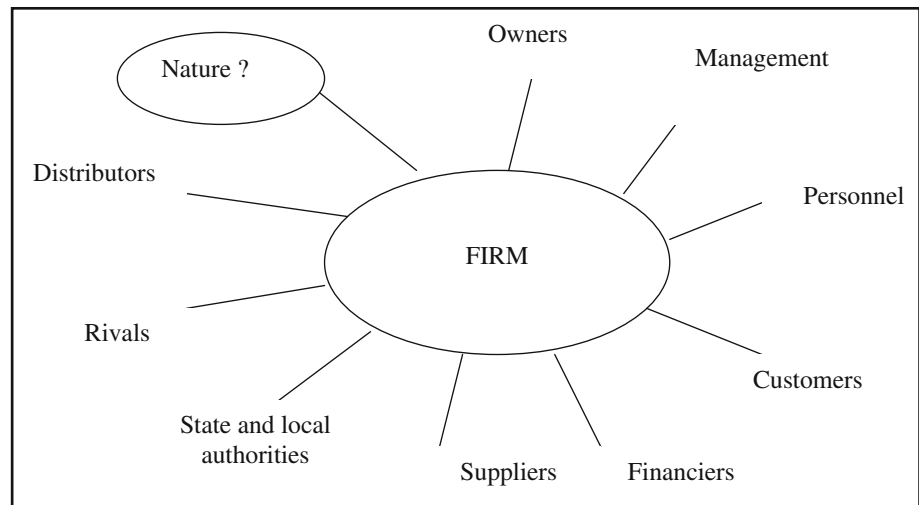 Owners
Nature ?
Management
Distributors
Personnel
FIRM
Rivals
Customers
State and local
authorities
Suppliers
Financiers